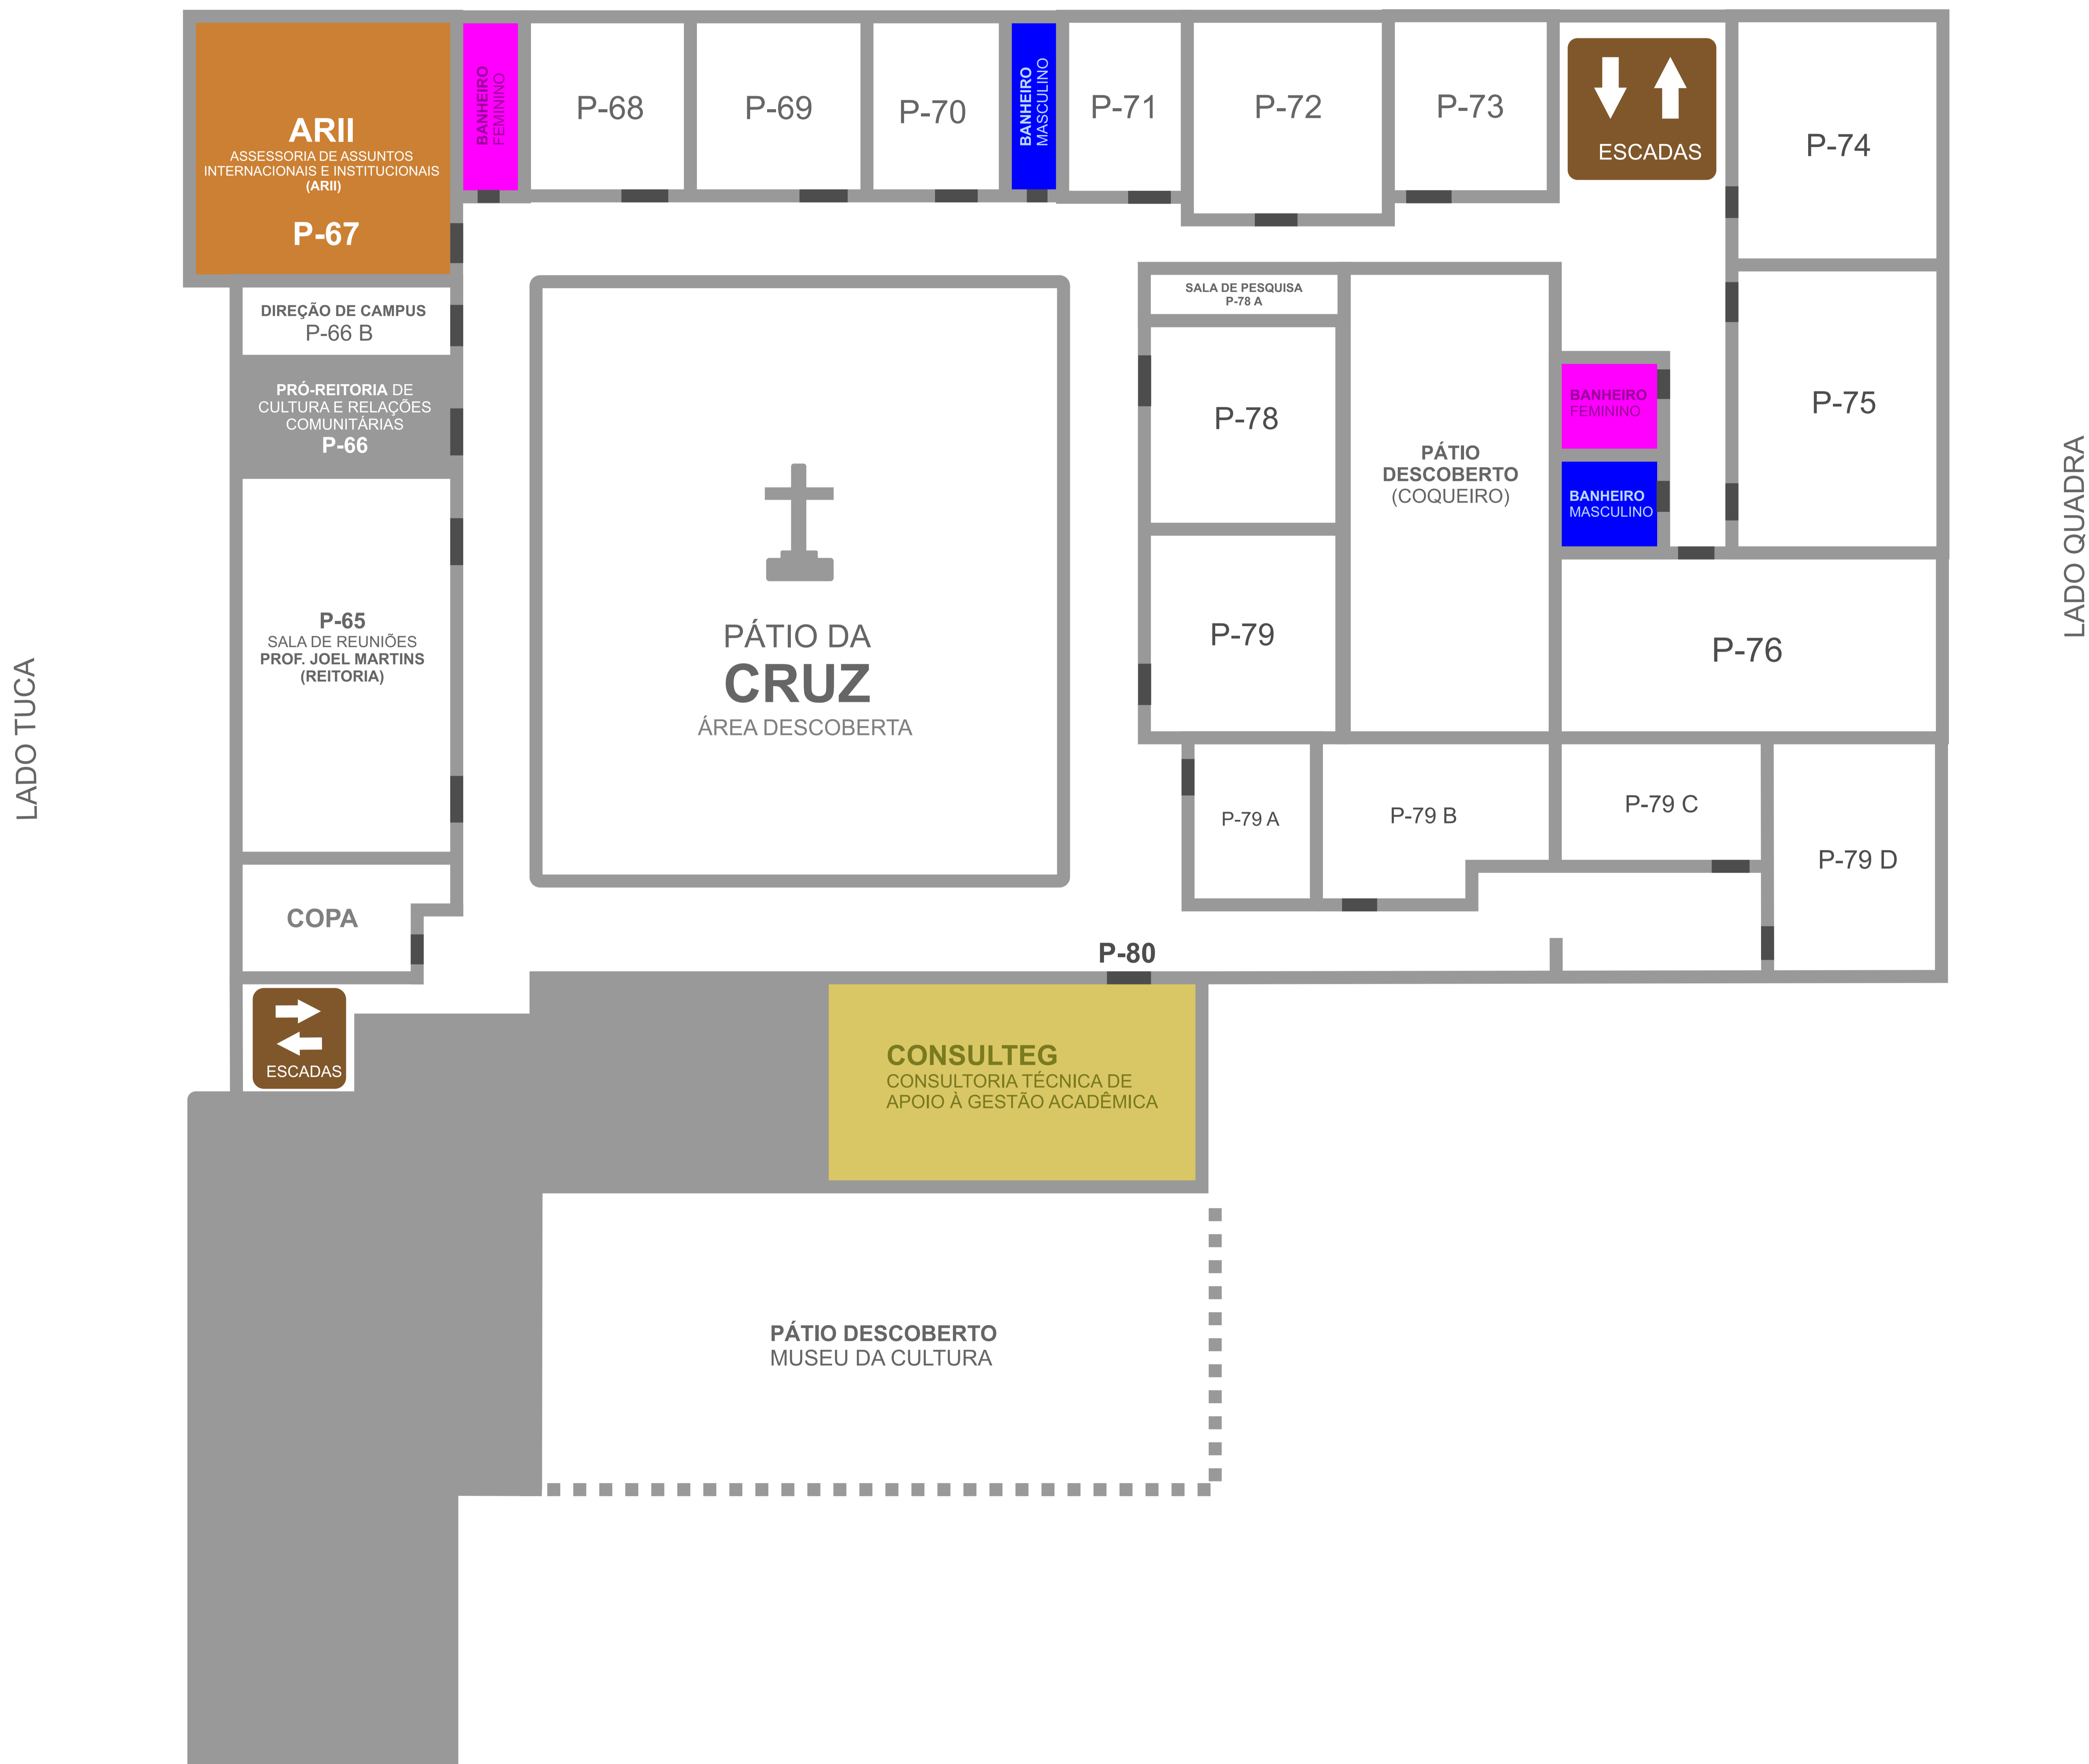 ARII
ASSESSORIA DE ASSUNTOS
INTERNACIONAIS E INSTITUCIONAIS
(ARII)
P-67
BANHEIRO
FEMININO
P-68
P-69
P-70
BANHEIRO
MASCULINO
P-71
P-72
P-73
ESCADAS
P-74
DIREÇÃO DE CAMPUS
P-66 B
PRÓ-REITORIA DE
CULTURA E RELAÇÕES
COMUNITÁRIAS
P-66
P-65
SALA DE REUNIÕES
PROF. JOEL MARTINS
(REITORIA)
COPA
ESCADAS
LADO TUCA
PÁTIO DA
CRUZ
ÁREA DESCOBERTA
SALA DE PESQUISA
P-78 A
P-78
P-79
PÁTIO
DESCOBERTO
(COQUEIRO)
BANHEIRO
FEMININO
BANHEIRO
MASCULINO
P-75
P-76
LADO QUADRA
P-79 A
P-79 B
P-79 C
P-79 D
P-80
CONSULTEG
CONSULTORIA TÉCNICA DE
APOIO À GESTÃO ACADÊMICA
PÁTIO DESCOBERTO
MUSEU DA CULTURA